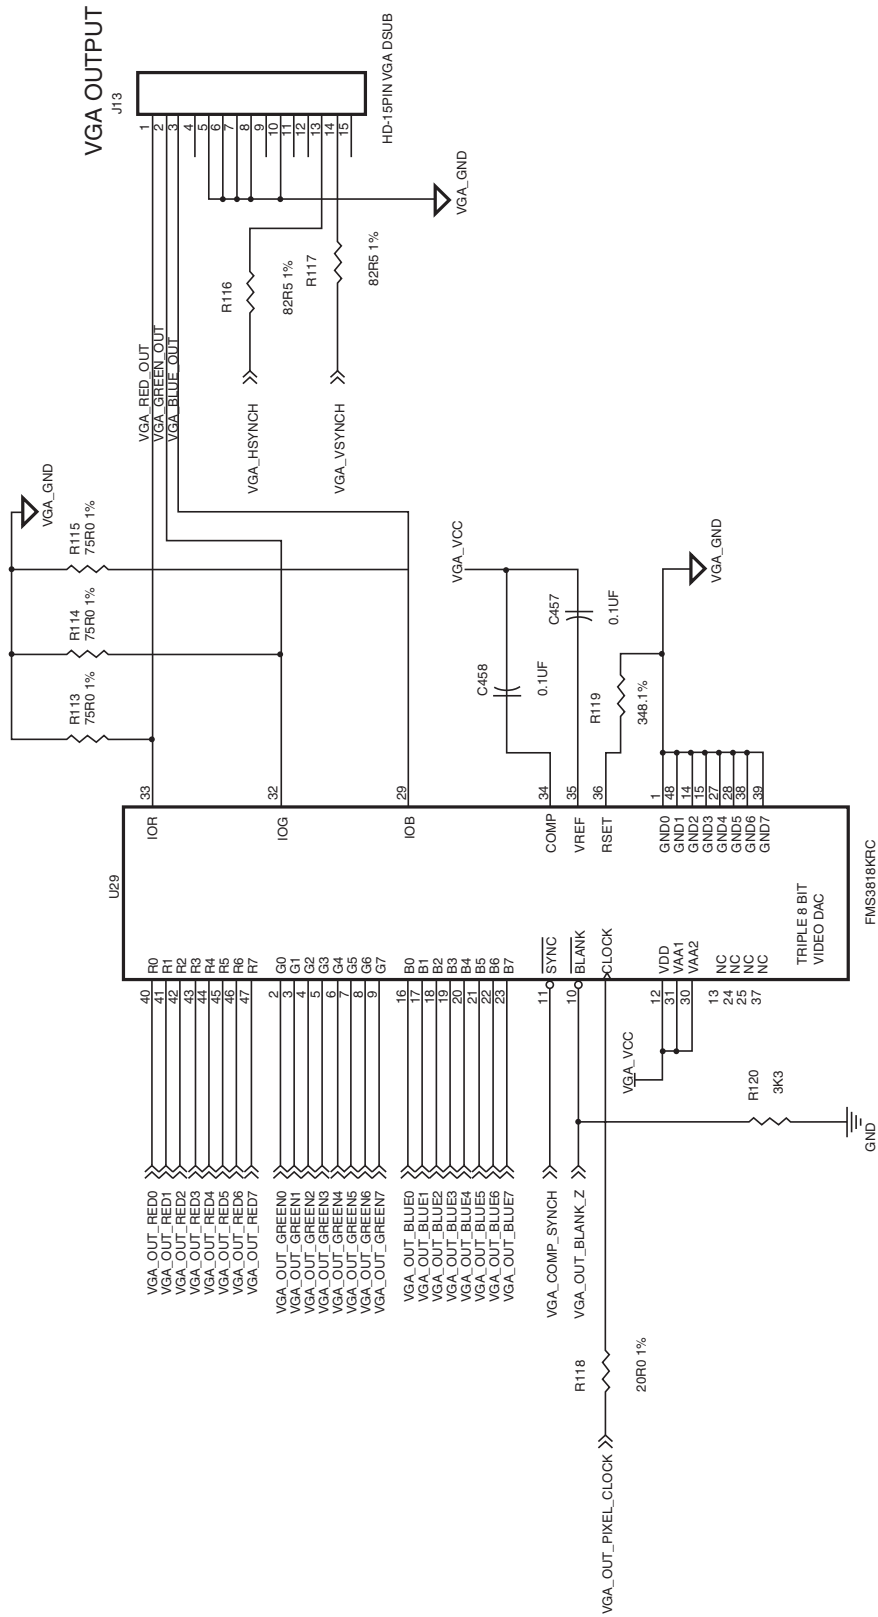 VGA OUTPUT
J13
HD-15PIN VGA DSUB
1
2
3
4
5
6
7
8
9
10
11
12
13
14
15
VGA_GND
R116
82R5 1%
R117
82R5 1%
VGA_HSYNCH
VGA_VSYNCH
VGA_RED_OUT
VGA_GREEN_OUT
VGA_BLUE_OUT
VGA_GND
R115
75R0 1%
R114
75R0 1%
R113
75R0 1%
VGA_VCC
C457
0.1UF
C458
0.1UF
R119
348.1%
VGA_GND
33
32
29
34
35
36
1
48
14
15
27
28
38
39
U29
IOR
IOG
IOB
COMP
VREF
RSET
GND0
GND1
GND2
GND3
GND4
GND5
GND6
GND7
TRIPLE 8 BIT
VIDEO DAC
FMS3818KRC
R0
R1
R2
R3
R4
R5
R6
R7
G0
G1
G2
G3
G4
G5
G6
G7
B0
B1
B2
B3
B4
B5
B6
B7
SYNC
BLANK
CLOCK
VDD
VAA1
VAA2
NC
NC
NC
NC
40
41
42
43
44
45
46
47
2
3
4
5
6
7
8
9
16
17
18
19
20
21
22
23
11
10
12
31
30
13
24
25
37
VGA_VCC
R120
3K3
GND
VGA_OUT_RED0
VGA_OUT_RED1
VGA_OUT_RED2
VGA_OUT_RED3
VGA_OUT_RED4
VGA_OUT_RED5
VGA_OUT_RED6
VGA_OUT_RED7
VGA_OUT_GREEN0
VGA_OUT_GREEN1
VGA_OUT_GREEN2
VGA_OUT_GREEN3
VGA_OUT_GREEN4
VGA_OUT_GREEN5
VGA_OUT_GREEN6
VGA_OUT_GREEN7
VGA_OUT_BLUE0
VGA_OUT_BLUE1
VGA_OUT_BLUE2
VGA_OUT_BLUE3
VGA_OUT_BLUE4
VGA_OUT_BLUE5
VGA_OUT_BLUE6
VGA_OUT_BLUE7
VGA_COMP_SYNCH
VGA_OUT_BLANK_Z
R118
20R0 1%
VGA_OUT_PIXEL_CLOCK